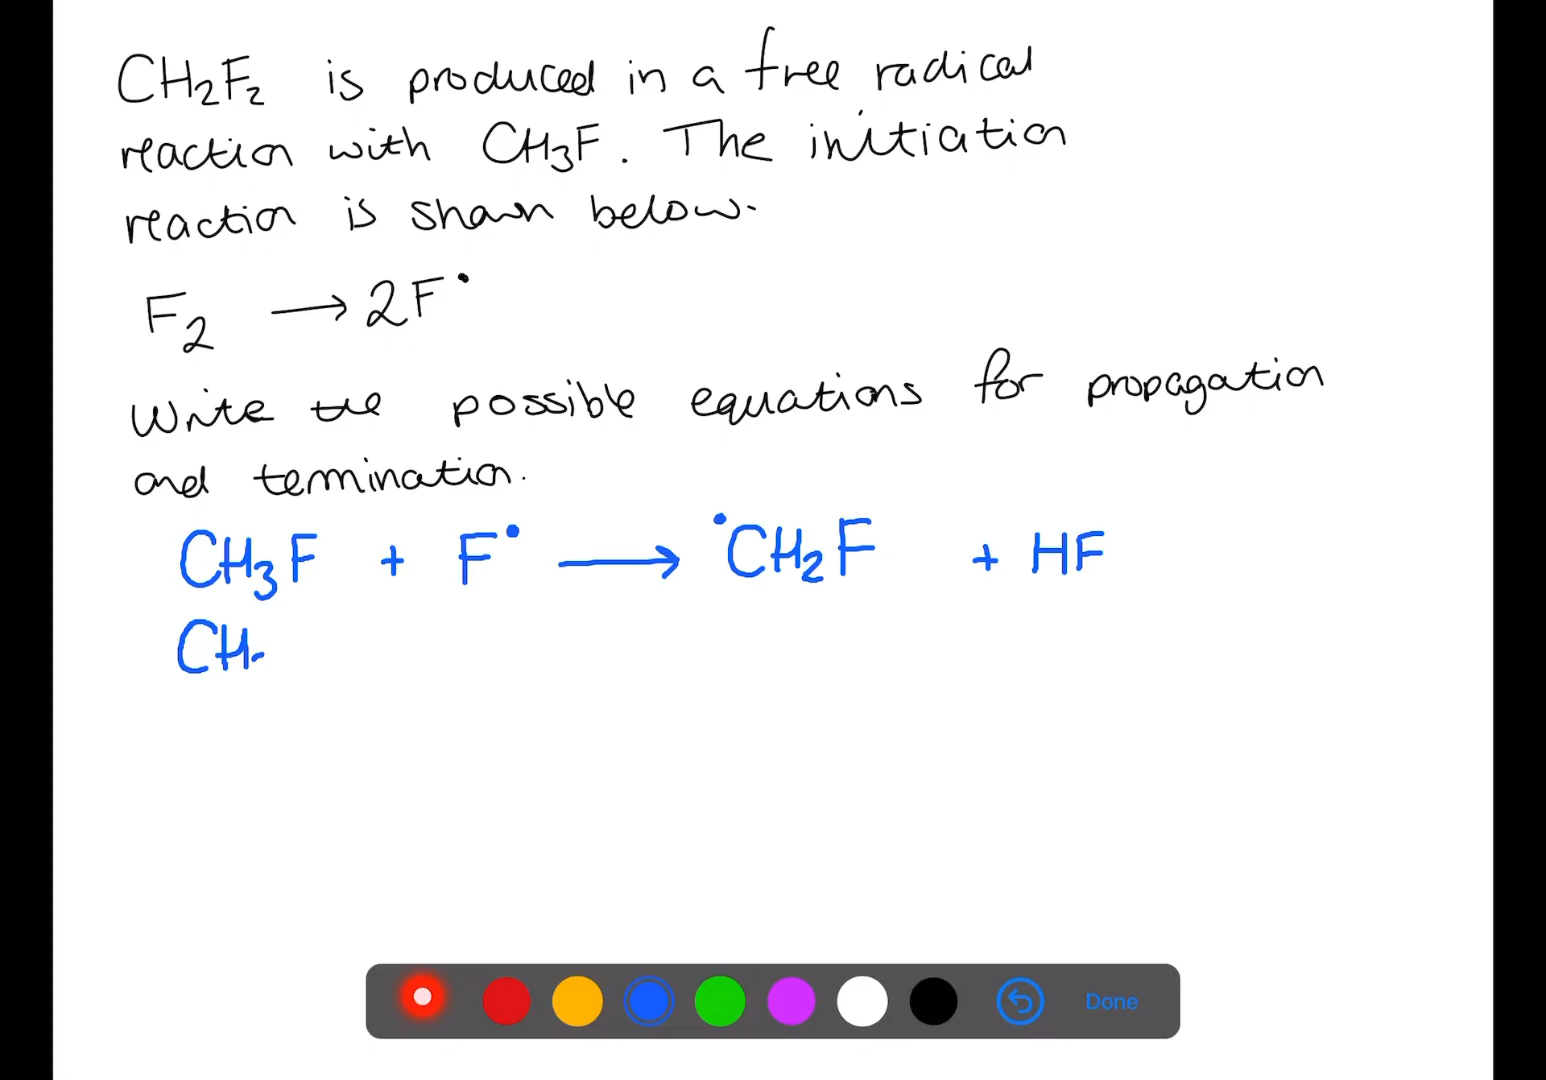 CH₂F₂ is produced in a free radical
reaction with CH₃F. The initiation
reaction is shown below.
F₂ → 2F•
Write the possible equations for propagation
and termination.
CH₃F + F• → •CH₂F + HF
CH
Done